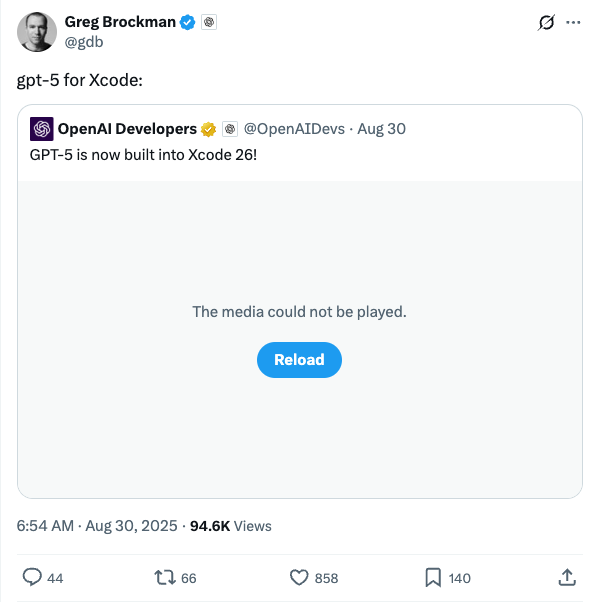 Greg Brockman
@gdb
gpt-5 for Xcode:
OpenAI Developers @OpenAIDevs · Aug 30
GPT-5 is now built into Xcode 26!
The media could not be played.
Reload
6:54 AM · Aug 30, 2025 · 94.6K Views
44 66 858 140